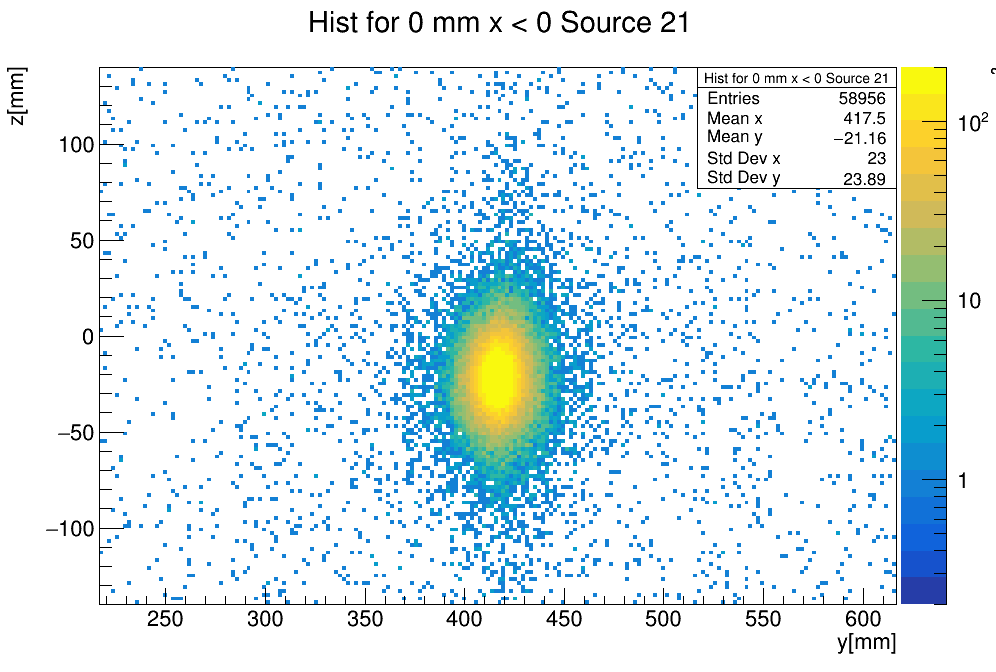 Hist for 0 mm x < 0 Source 21
z[mm]
Hist for 0 mm x < 0 Source 21
Entries 58956
Mean x 417.5
Mean y −21.16
Std Dev x 23
Std Dev y 23.89
100
50
0
−50
−100
250 300 350 400 450 500 550 600
y[mm]
10²
10
1